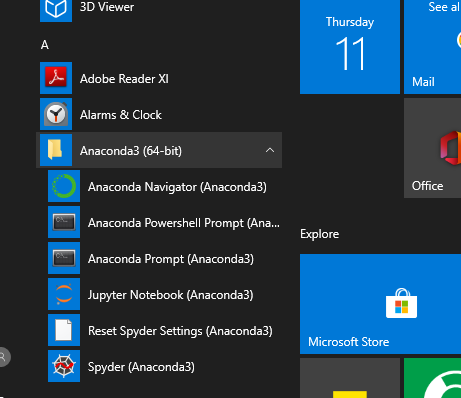 3D Viewer
A
Adobe Reader XI
Alarms & Clock
Anaconda3 (64-bit)
Anaconda Navigator (Anaconda3)
Anaconda Powershell Prompt (Ana...
Anaconda Prompt (Anaconda3)
Jupyter Notebook (Anaconda3)
Reset Spyder Settings (Anaconda3)
Spyder (Anaconda3)
R
Thursday
11
See al
Mail
Office
Explore
Microsoft Store